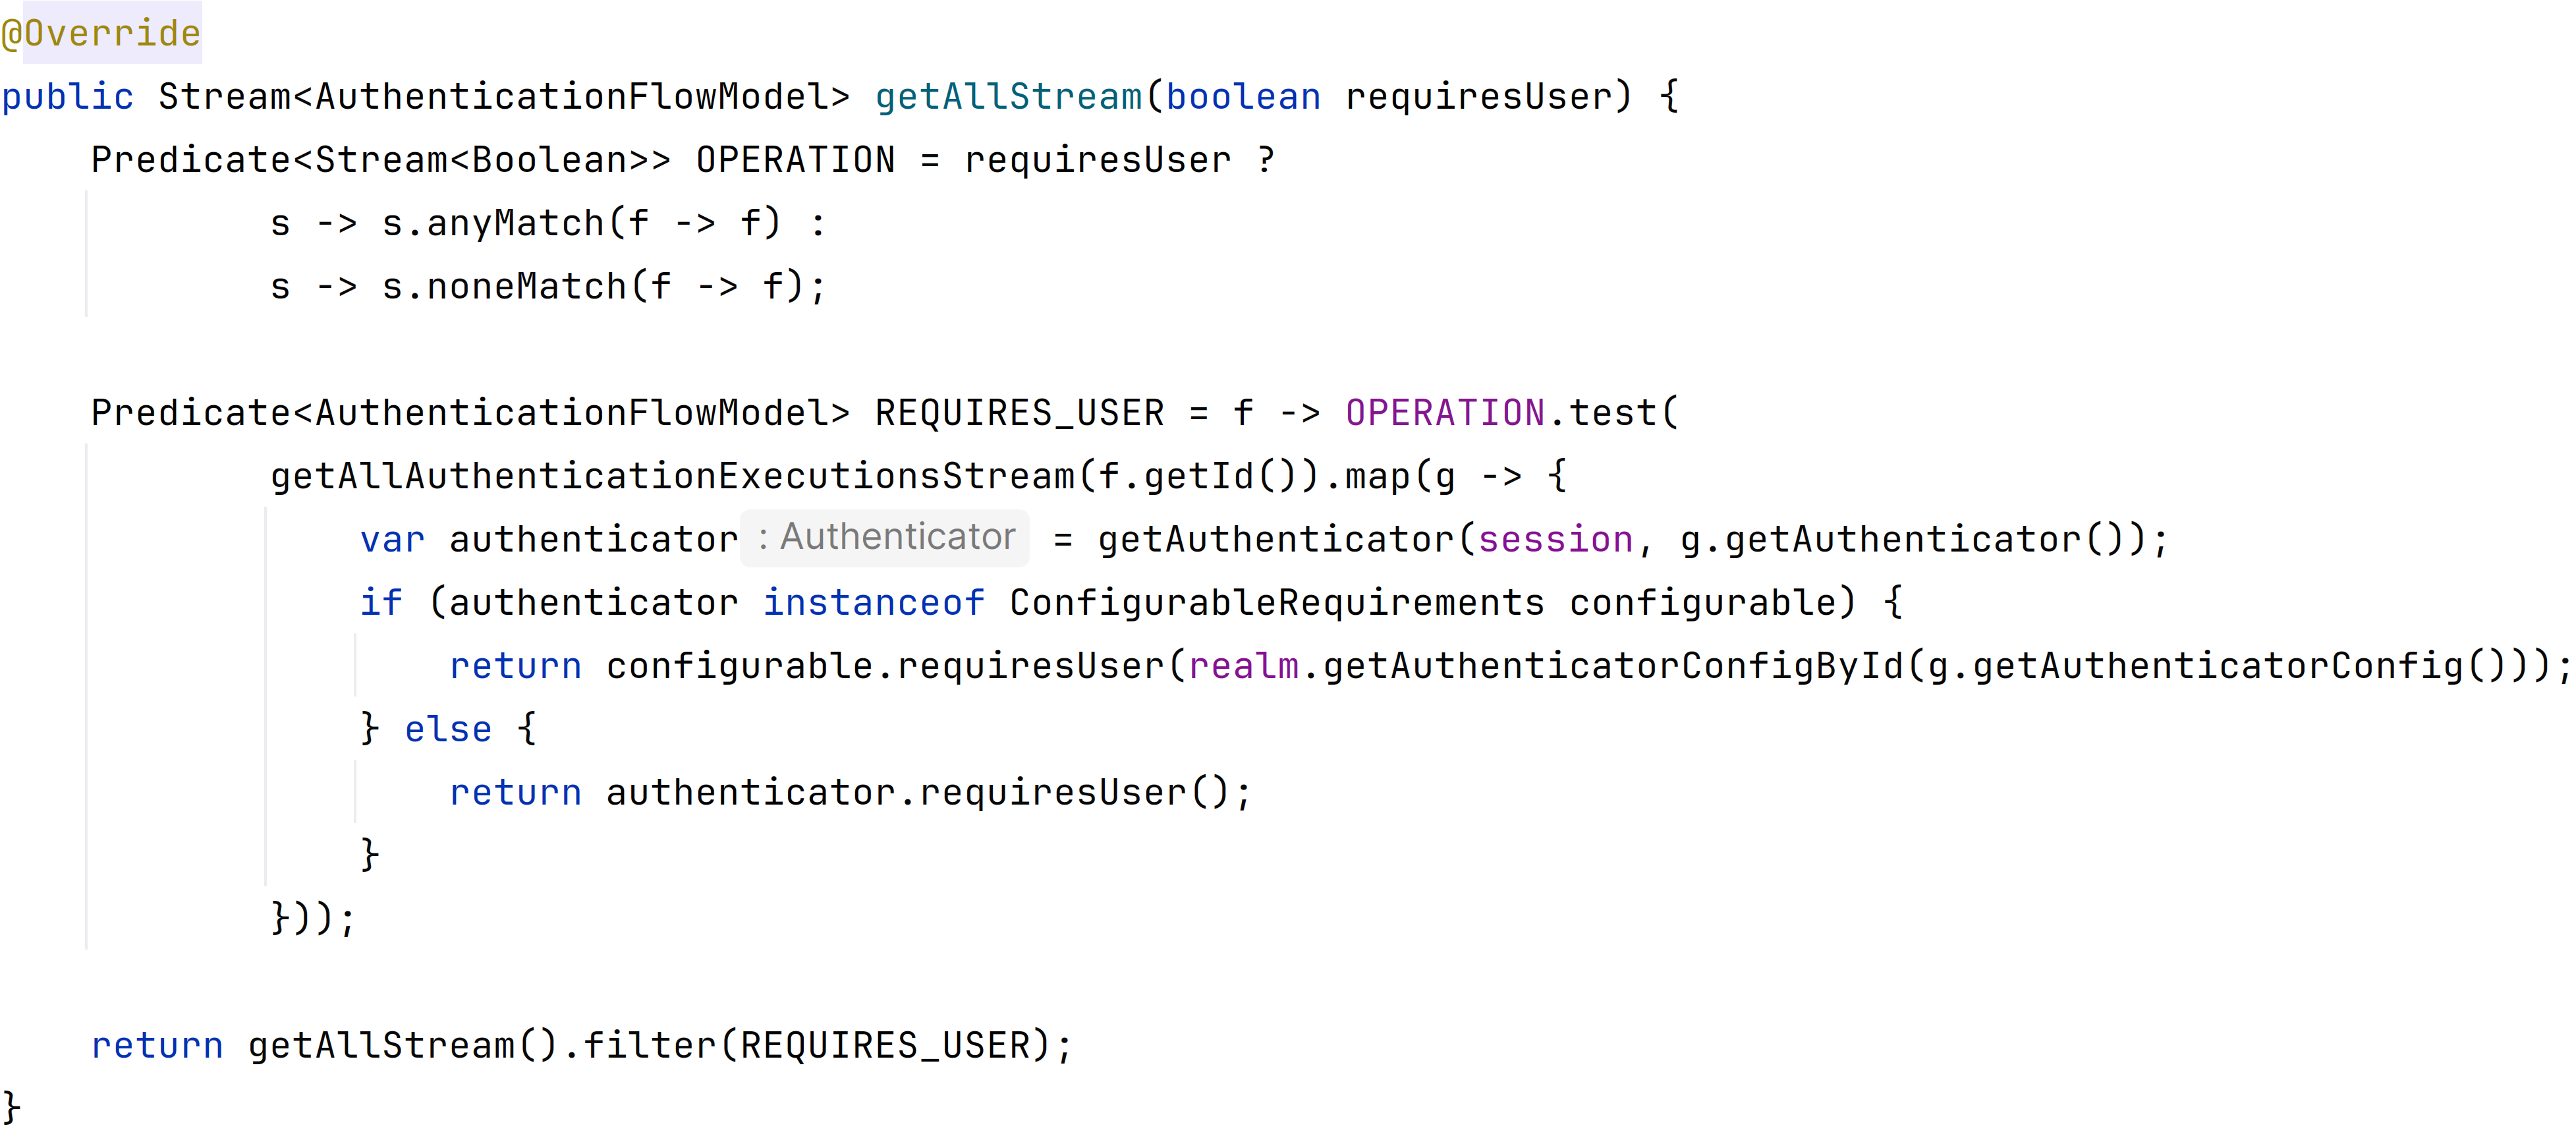 @Override
public Stream<AuthenticationFlowModel> getAllStream(boolean requiresUser) {
    Predicate<Stream<Boolean>> OPERATION = requiresUser ?
            s -> s.anyMatch(f -> f) :
            s -> s.noneMatch(f -> f);

    Predicate<AuthenticationFlowModel> REQUIRES_USER = f -> OPERATION.test(
            getAllAuthenticationExecutionsStream(f.getId()).map(g -> {
                var authenticator : Authenticator = getAuthenticator(session, g.getAuthenticator());
                if (authenticator instanceof ConfigurableRequirements configurable) {
                    return configurable.requiresUser(realm.getAuthenticatorConfigById(g.getAuthenticatorConfig()));
                } else {
                    return authenticator.requiresUser();
                }
            }));

    return getAllStream().filter(REQUIRES_USER);
}